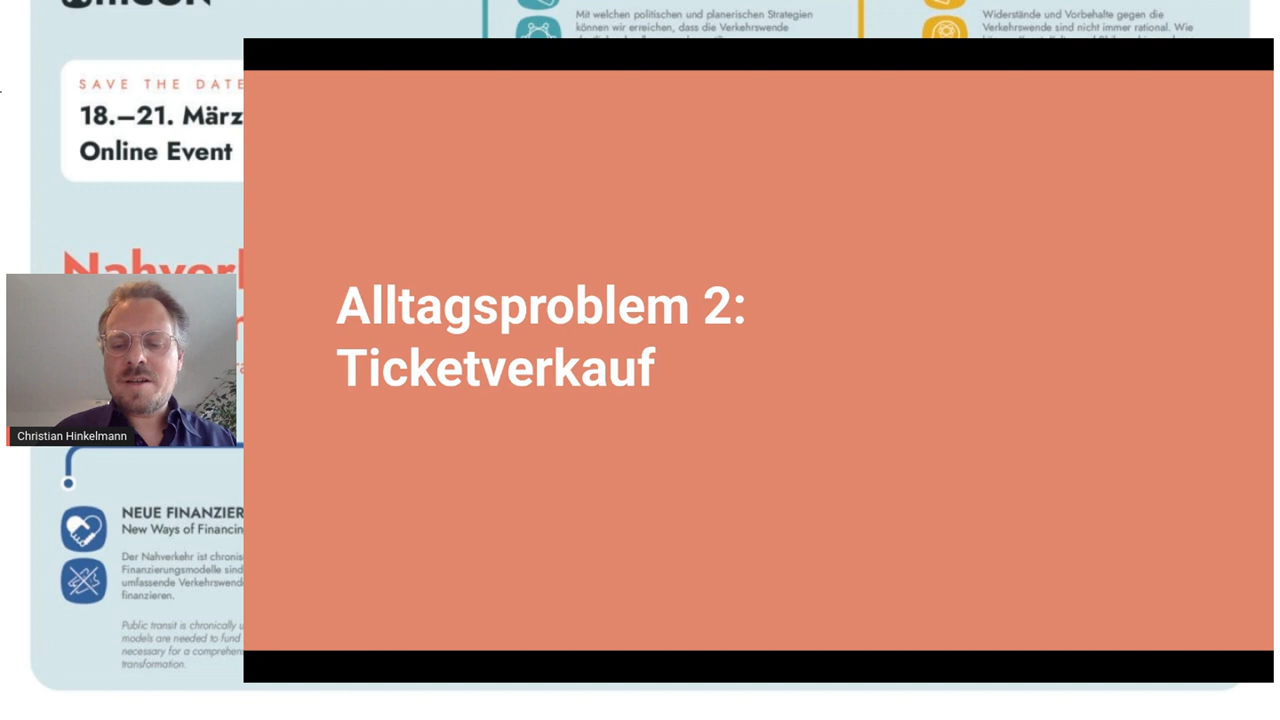 Mit welchen politischen und planerischen Strategien
können wir erreichen, dass die Verkehrswende
Widerstände und Vorbehalte gegen die
Verkehrswende sind nicht immer rational. Wie
SAVE THE DATE
18.–21. März
Online Event
Alltagsproblem 2:
Ticketverkauf
Christian Hinkelmann
NEUE FINANZIER
New Ways of Financin
Der Nahverkehr ist chronis
Finanzierungsmodelle sind
umfassende Verkehrswend
finanzieren.
Public transit is chronically u
models are needed to fund
necessary for a comprehen
transformation.